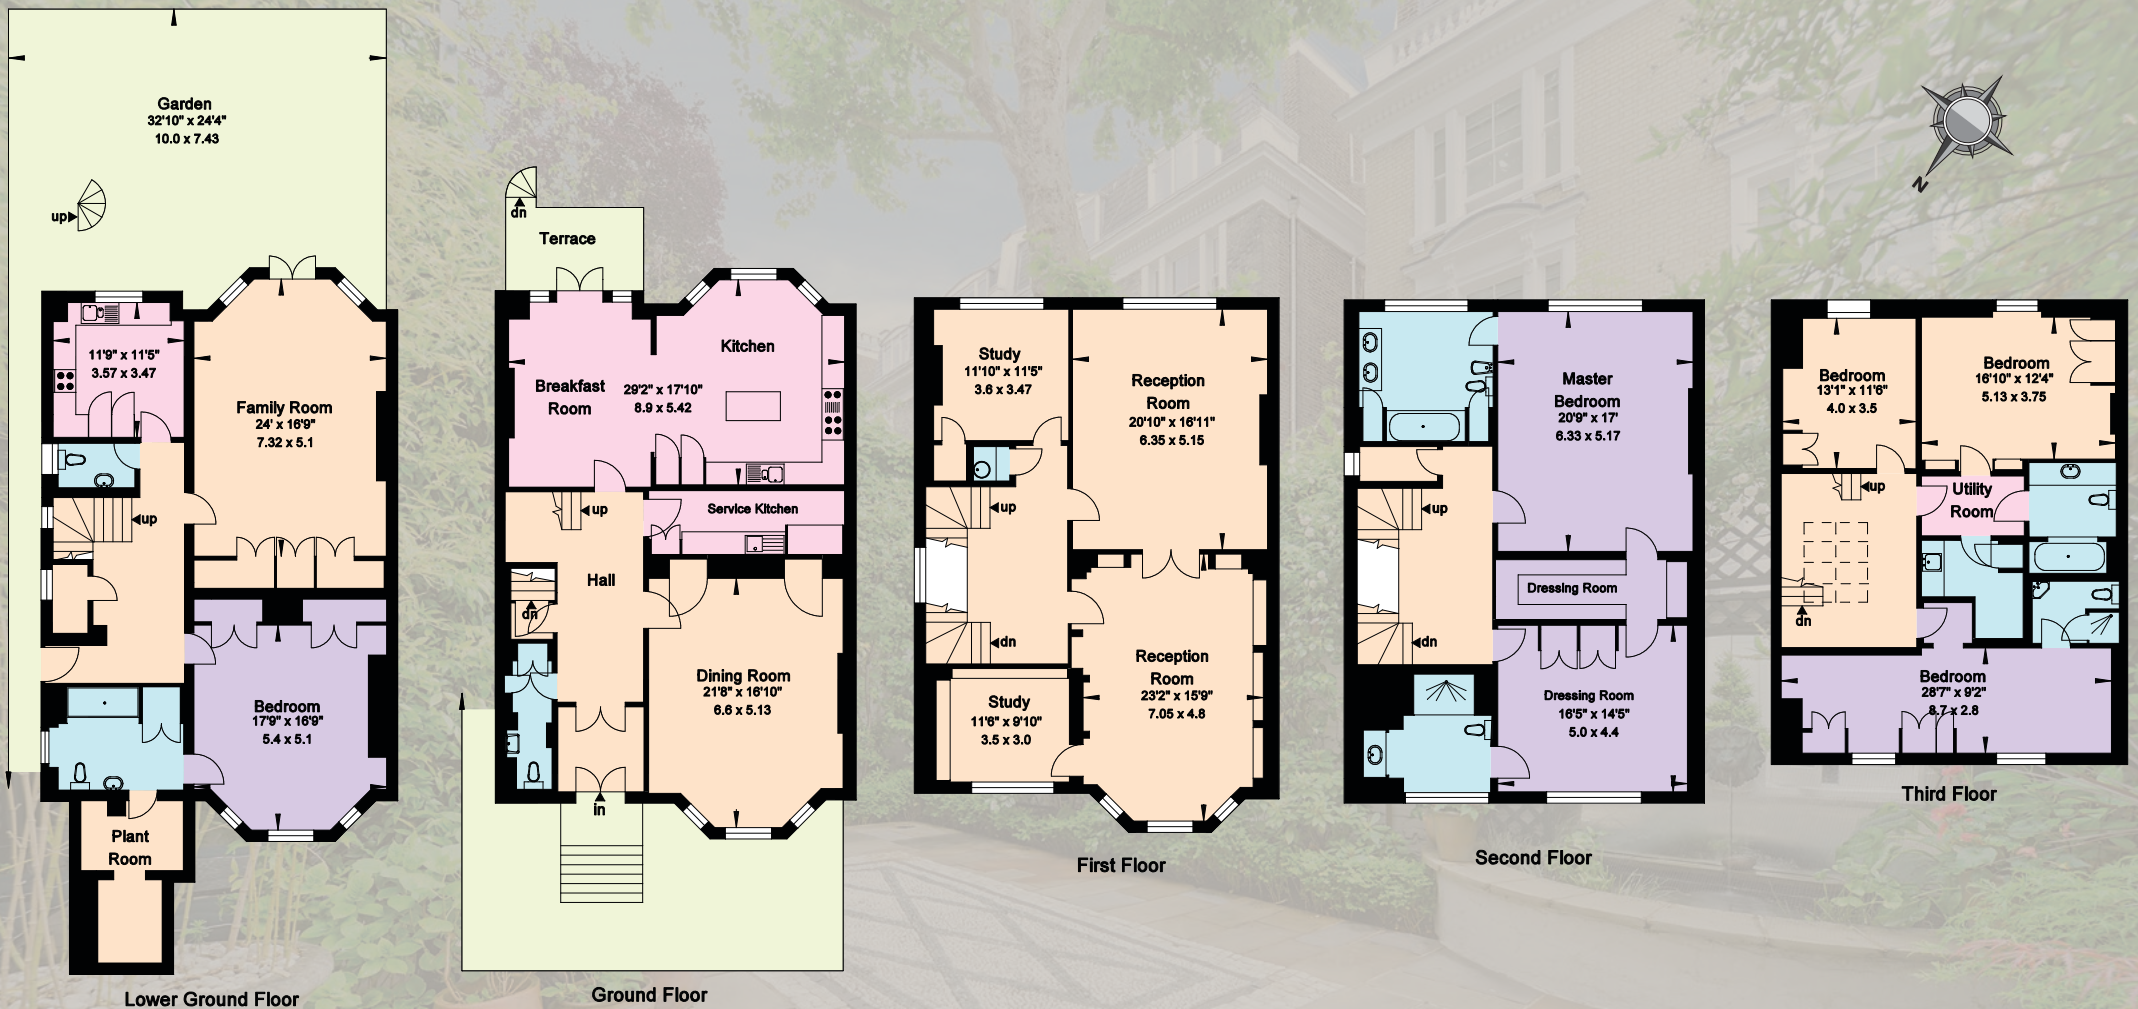 Garden
32'10" x 24'4"
10.0 x 7.43
up
11'9" x 11'5"
3.57 x 3.47
Family Room
24' x 16'9"
7.32 x 5.1
up
Bedroom
17'9" x 16'9"
5.4 x 5.1
Plant
Room
Lower Ground Floor
dn
Terrace
Kitchen
Breakfast
Room
29'2" x 17'10"
8.9 x 5.42
up
Service Kitchen
Hall
dn
Dining Room
21'8" x 16'10"
6.6 x 5.13
in
Ground Floor
Study
11'10" x 11'5"
3.6 x 3.47
Reception
Room
20'10" x 16'11"
6.35 x 5.15
up
dn
Reception
Room
23'2" x 15'9"
7.05 x 4.8
Study
11'6" x 9'10"
3.5 x 3.0
First Floor
Master
Bedroom
20'9" x 17'
6.33 x 5.17
up
Dressing Room
dn
Dressing Room
16'5" x 14'5"
5.0 x 4.4
Second Floor
N
Bedroom
13'1" x 11'6"
4.0 x 3.5
Bedroom
16'10" x 12'4"
5.13 x 3.75
up
Utility
Room
dn
Bedroom
28'7" x 9'2"
8.7 x 2.8
Third Floor